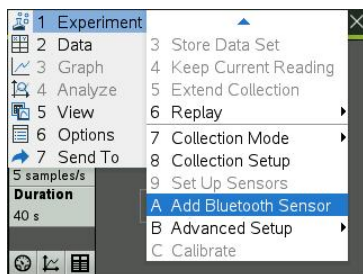 1 Experiment
2 Data
3 Graph
4 Analyze
5 View
6 Options
7 Send To
5 samples/s
Duration
40 s
3 Store Data Set
4 Keep Current Reading
5 Extend Collection
6 Replay
7 Collection Mode
8 Collection Setup
9 Set Up Sensors
A Add Bluetooth Sensor
B Advanced Setup
C Calibrate